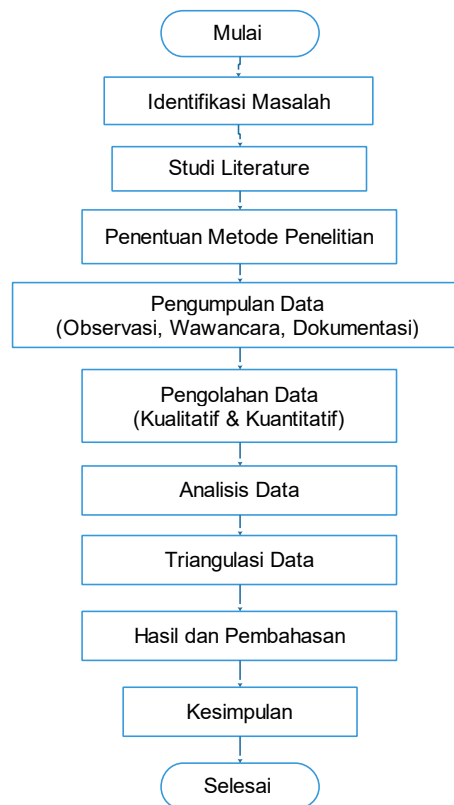 Mulai
Identifikasi Masalah
Studi Literature
Penentuan Metode Penelitian
Pengumpulan Data
(Observasi, Wawancara, Dokumentasi)
Pengolahan Data
(Kualitatif & Kuantitatif)
Analisis Data
Triangulasi Data
Hasil dan Pembahasan
Kesimpulan
Selesai